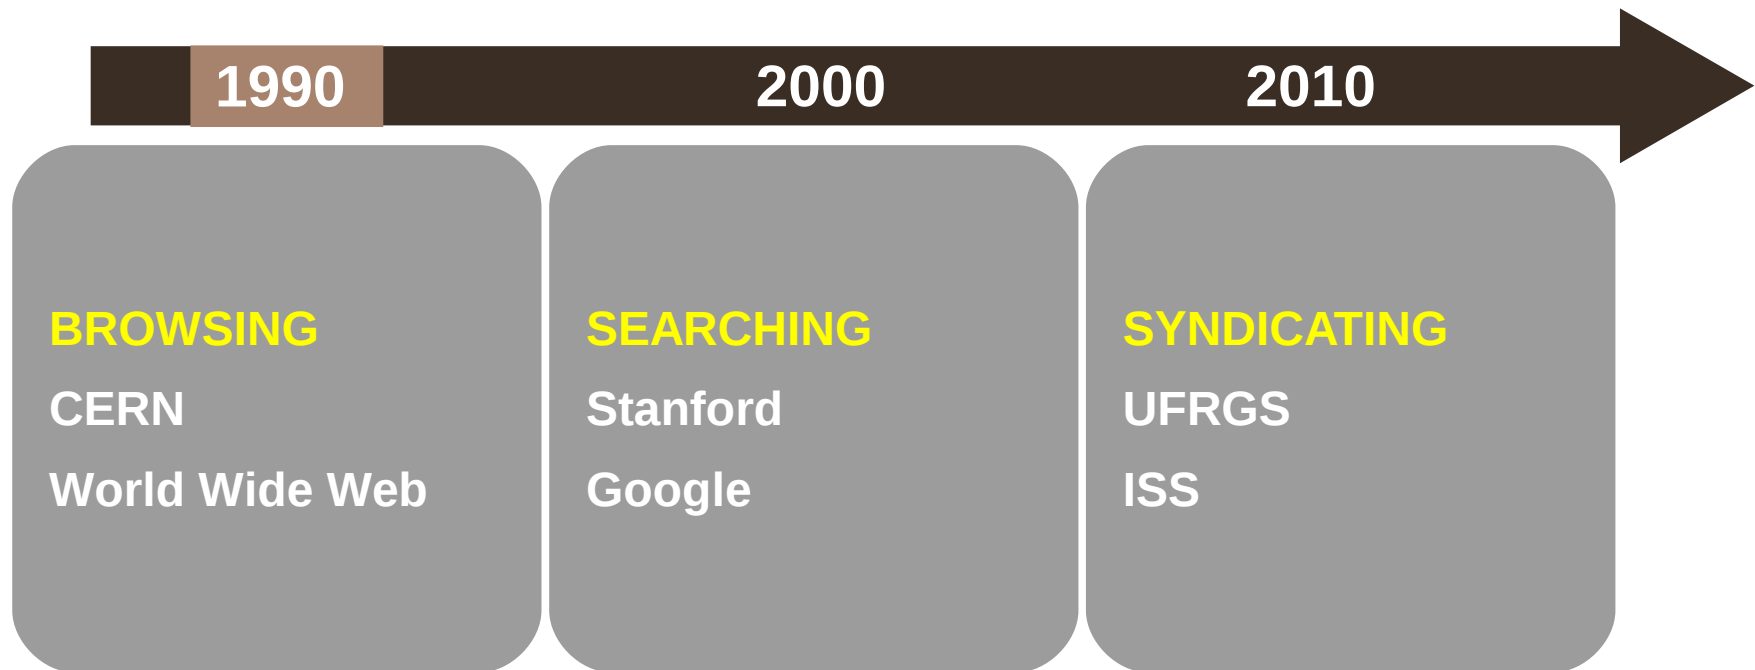 1990 2000 2010
BROWSING
CERN
World Wide Web
SEARCHING
Stanford
Google
SYNDICATING
UFRGS
ISS